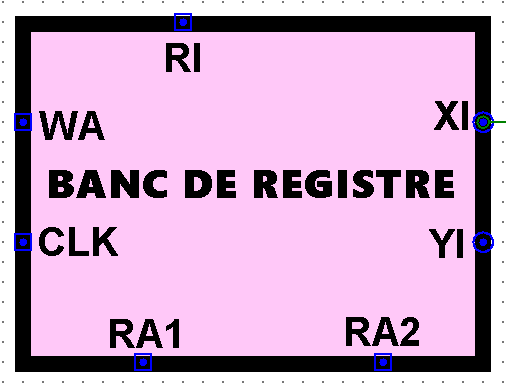 RI
WA
XI
BANC DE REGISTRE
CLK
YI
RA1
RA2